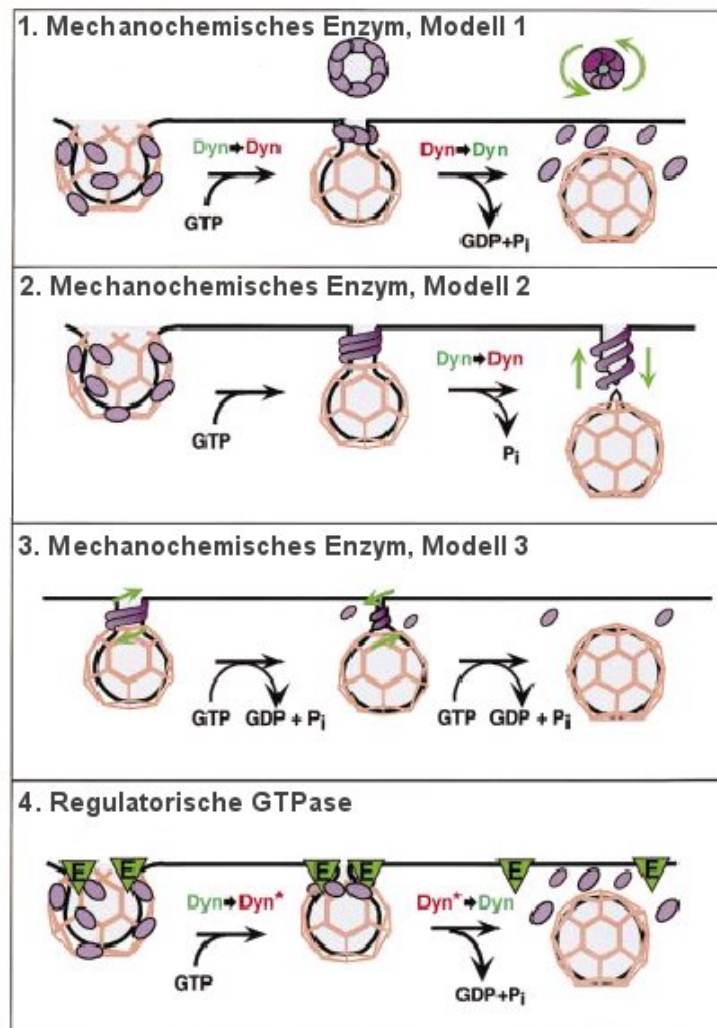 1. Mechanochemisches Enzym, Modell 1
Dyn Dyn
GTP
Dyn Dyn
GDP+Pi
2. Mechanochemisches Enzym, Modell 2
GTP
Dyn Dyn
Pi
3. Mechanochemisches Enzym, Modell 3
GTP GDP + Pi
GTP GDP + Pi
4. Regulatorische GTPase
E E
E E
E E
Dyn Dyn*
GTP
Dyn* Dyn
GDP+Pi